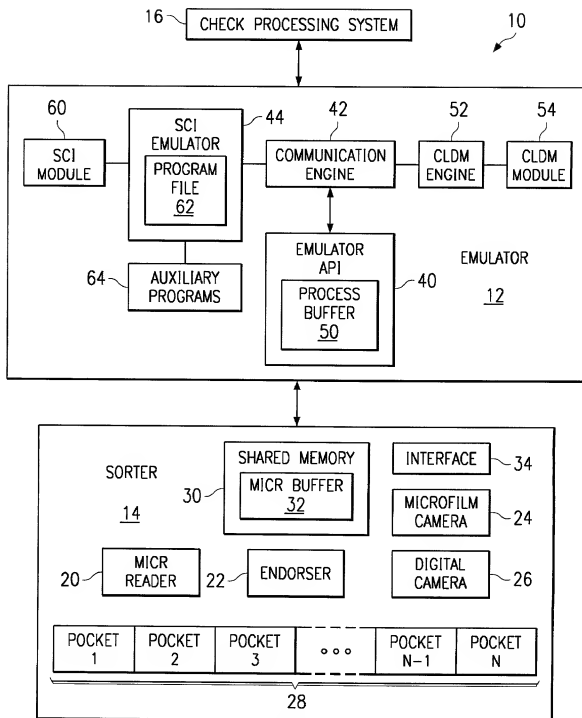 16
CHECK PROCESSING SYSTEM
10
60
SCI MODULE
44
SCI EMULATOR
PROGRAM FILE
62
42
COMMUNICATION ENGINE
52
CLDM ENGINE
54
CLDM MODULE
64
AUXILIARY PROGRAMS
EMULATOR API
PROCESS BUFFER
50
40
EMULATOR
12
SORTER
14
SHARED MEMORY
30
MICR BUFFER
32
INTERFACE
34
MICROFILM CAMERA
24
20
MICR READER
22
ENDORSER
DIGITAL CAMERA
26
POCKET 1
POCKET 2
POCKET 3
POCKET N-1
POCKET N
28